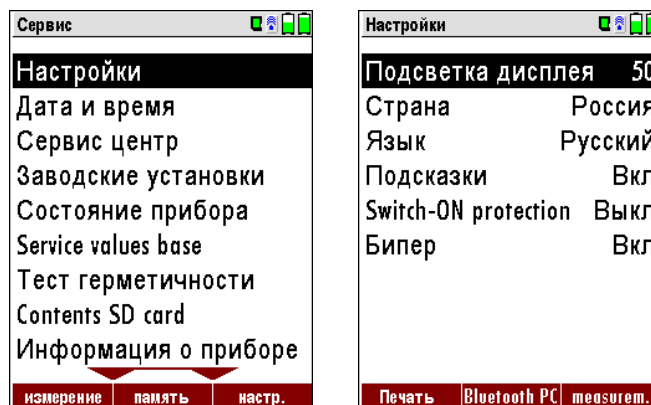 Сервис
Настройки
Дата и время
Сервис центр
Заводские установки
Состояние прибора
Service values base
Тест герметичности
Contents SD card
Информация о приборе
измерение память настр.
Настройки
Подсветка дисплея 50
Страна Россия
Язык Русский
Подсказки Вкл
Switch-ON protection Выкл
Бипер Вкл
Печать Bluetooth PC measurem.